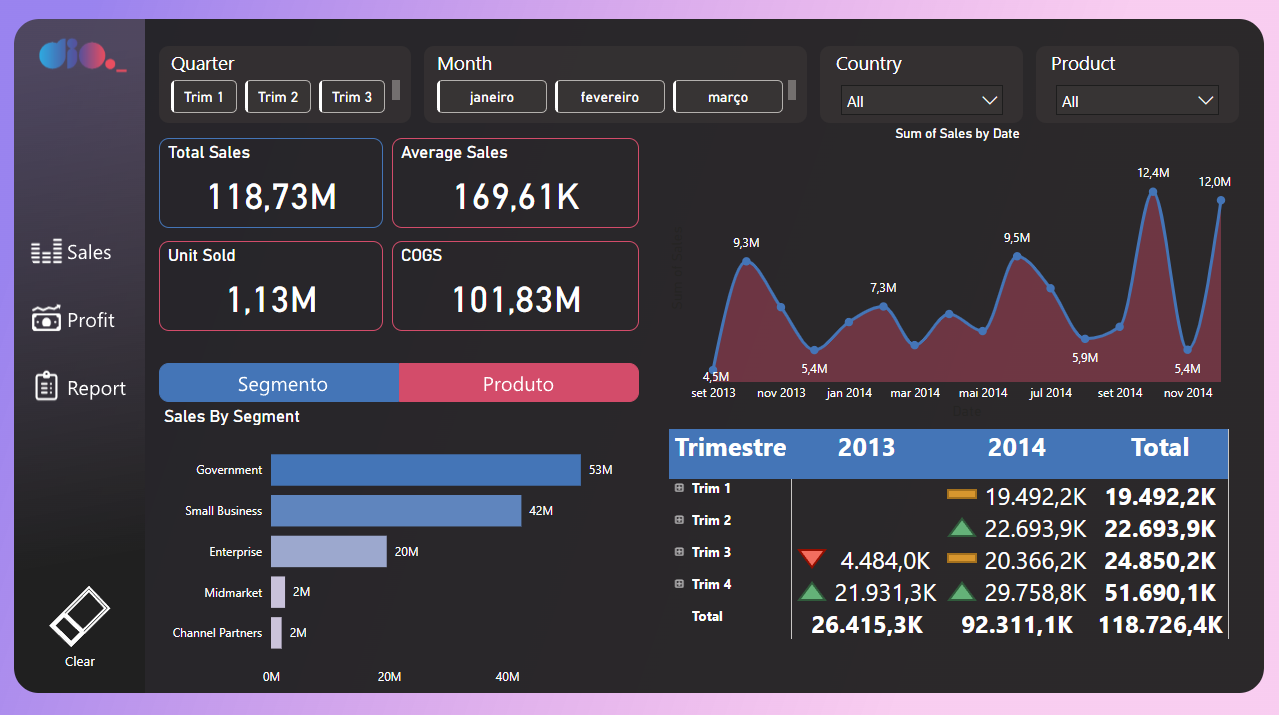 dio._
Quarter
Trim 1 Trim 2 Trim 3
Month
janeiro fevereiro março
Country
All
Product
All
Sales
Profit
Report
Clear
Total Sales
118,73M
Average Sales
169,61K
Unit Sold
1,13M
COGS
101,83M
Segmento Produto
Sales By Segment
Government 53M
Small Business 42M
Enterprise 20M
Midmarket 2M
Channel Partners 2M
0M 20M 40M
Sum of Sales by Date
4,5M 9,3M 5,4M 7,3M 9,5M 5,9M 12,4M 5,4M 12,0M
set 2013 nov 2013 jan 2014 mar 2014 mai 2014 jul 2014 set 2014 nov 2014
Trimestre 2013 2014 Total
Trim 1 19.492,2K 19.492,2K
Trim 2 22.693,9K 22.693,9K
Trim 3 4.484,0K 20.366,2K 24.850,2K
Trim 4 21.931,3K 29.758,8K 51.690,1K
Total 26.415,3K 92.311,1K 118.726,4K